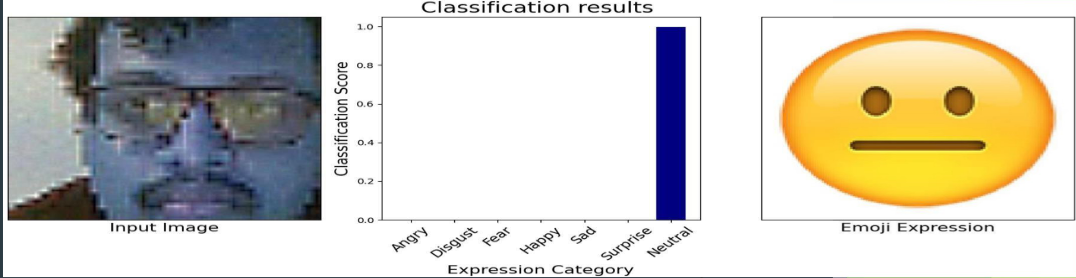 Classification results
Classification Score
1.0
0.8
0.6
0.4
0.2
0.0
Angry
Disgust
Fear
Happy
Sad
Surprise
Neutral
Expression Category
Input Image
Emoji Expression